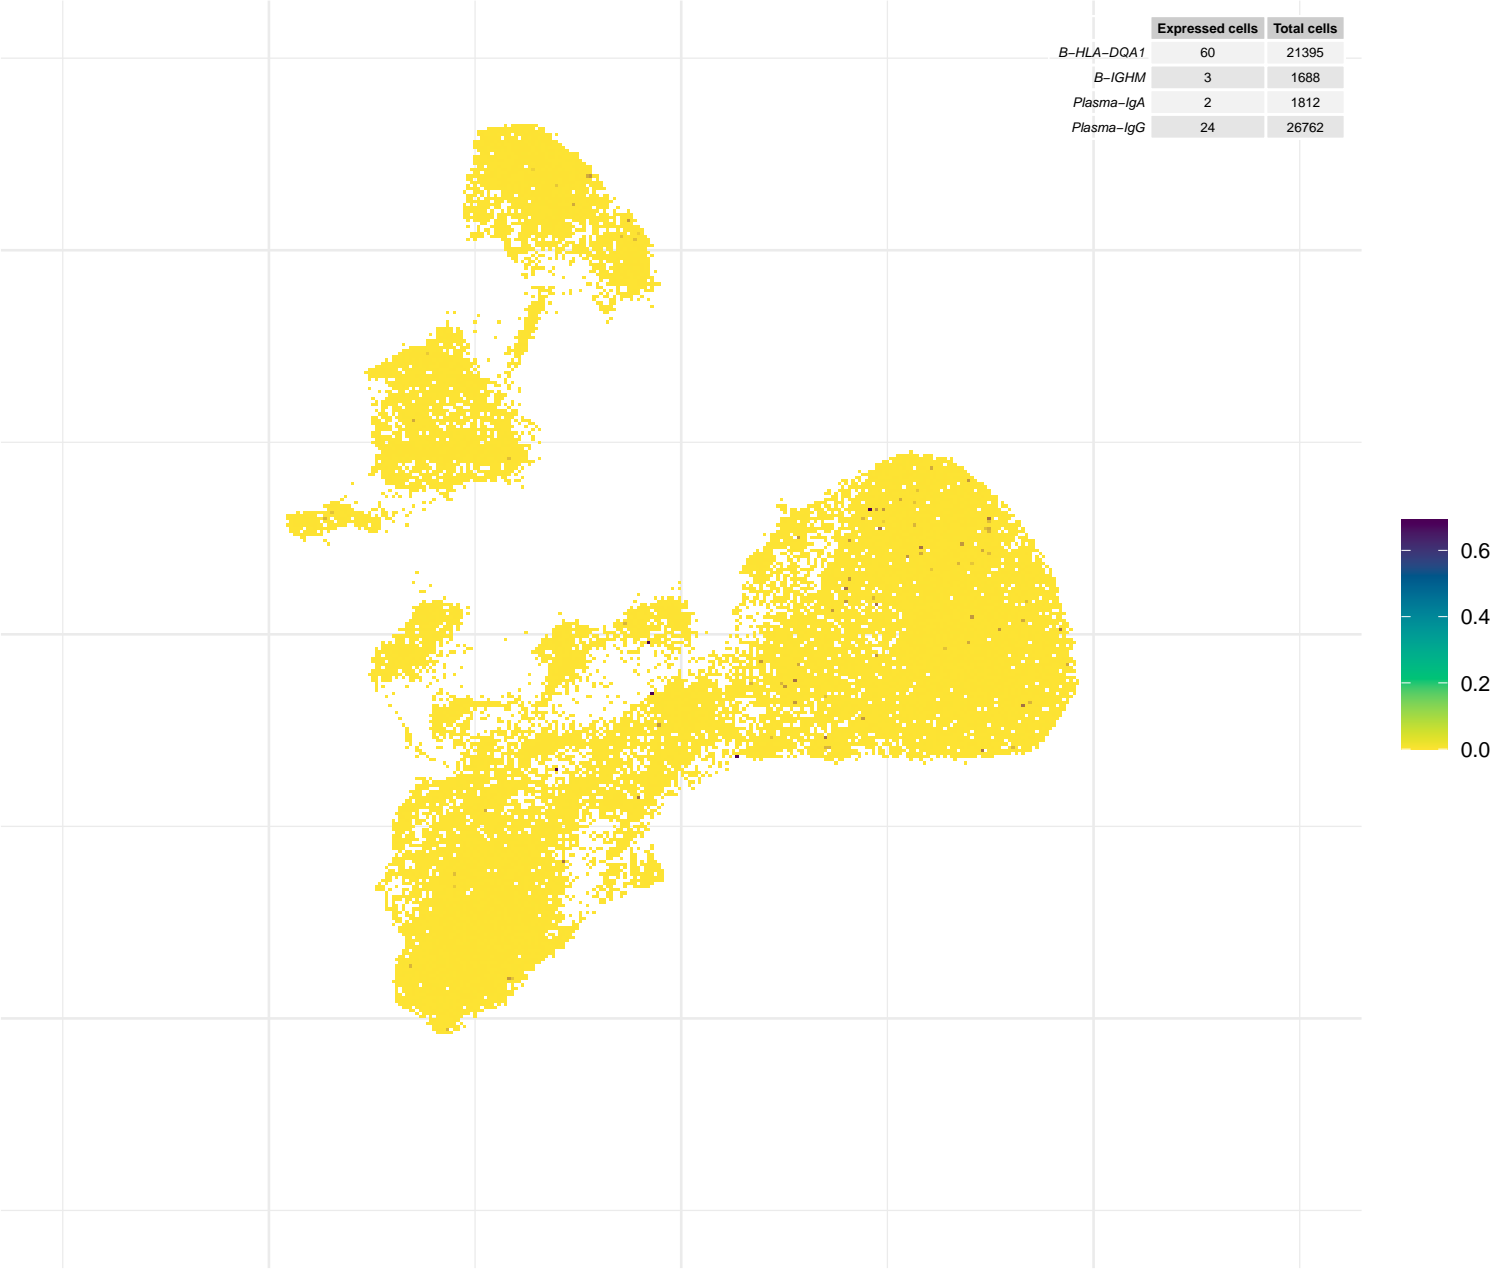 Expressed cells Total cells
B−HLA−DQA1 60 21395
B−IGHM 3 1688
Plasma−IgA 2 1812
Plasma−IgG 24 26762
0.6
0.4
0.2
0.0